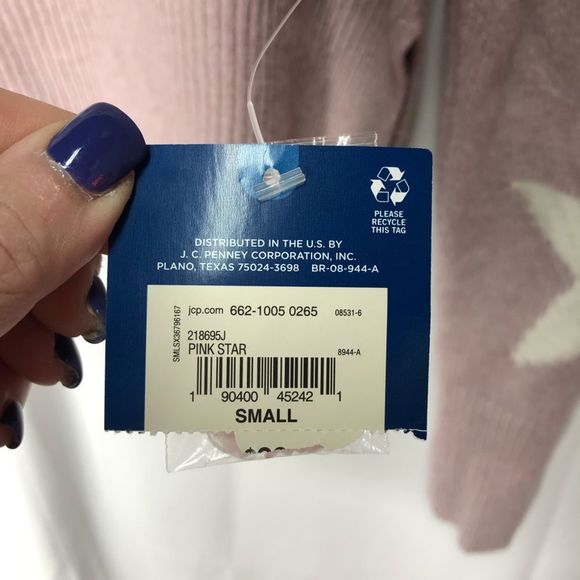 PLEASE
RECYCLE
THIS TAG
DISTRIBUTED IN THE U.S. BY
J. C. PENNEY CORPORATION, INC.
PLANO, TEXAS 75024-3698 BR-08-944-A
jcp.com 662-1005 0265 08531-6
SMLSX36796167
218695J
PINK STAR 8944-A
1 90400 45242 1
SMALL